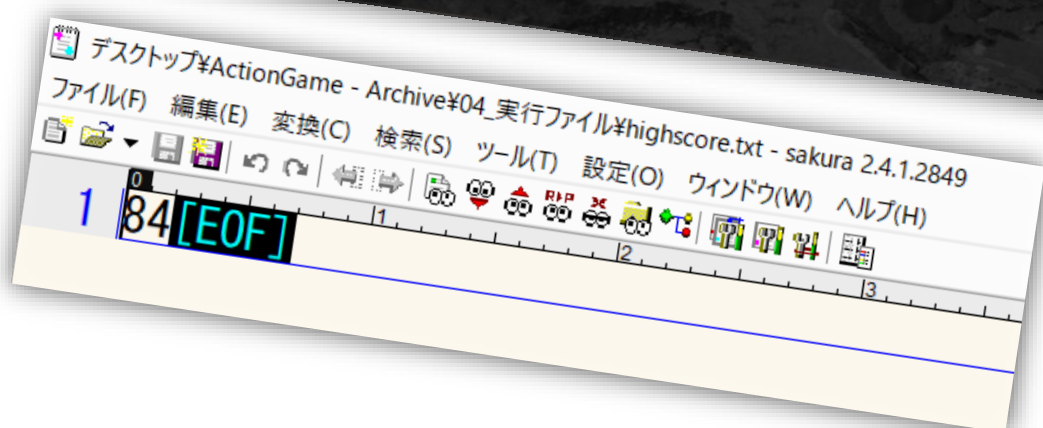 デスクトップ¥ActionGame - Archive¥04_実行ファイル¥highscore.txt - sakura 2.4.1.2849
ファイル(F) 編集(E) 変換(C) 検索(S) ツール(T) 設定(O) ウィンドウ(W) ヘルプ(H)
R▶P
0 1 2 3
1 84[EOF]